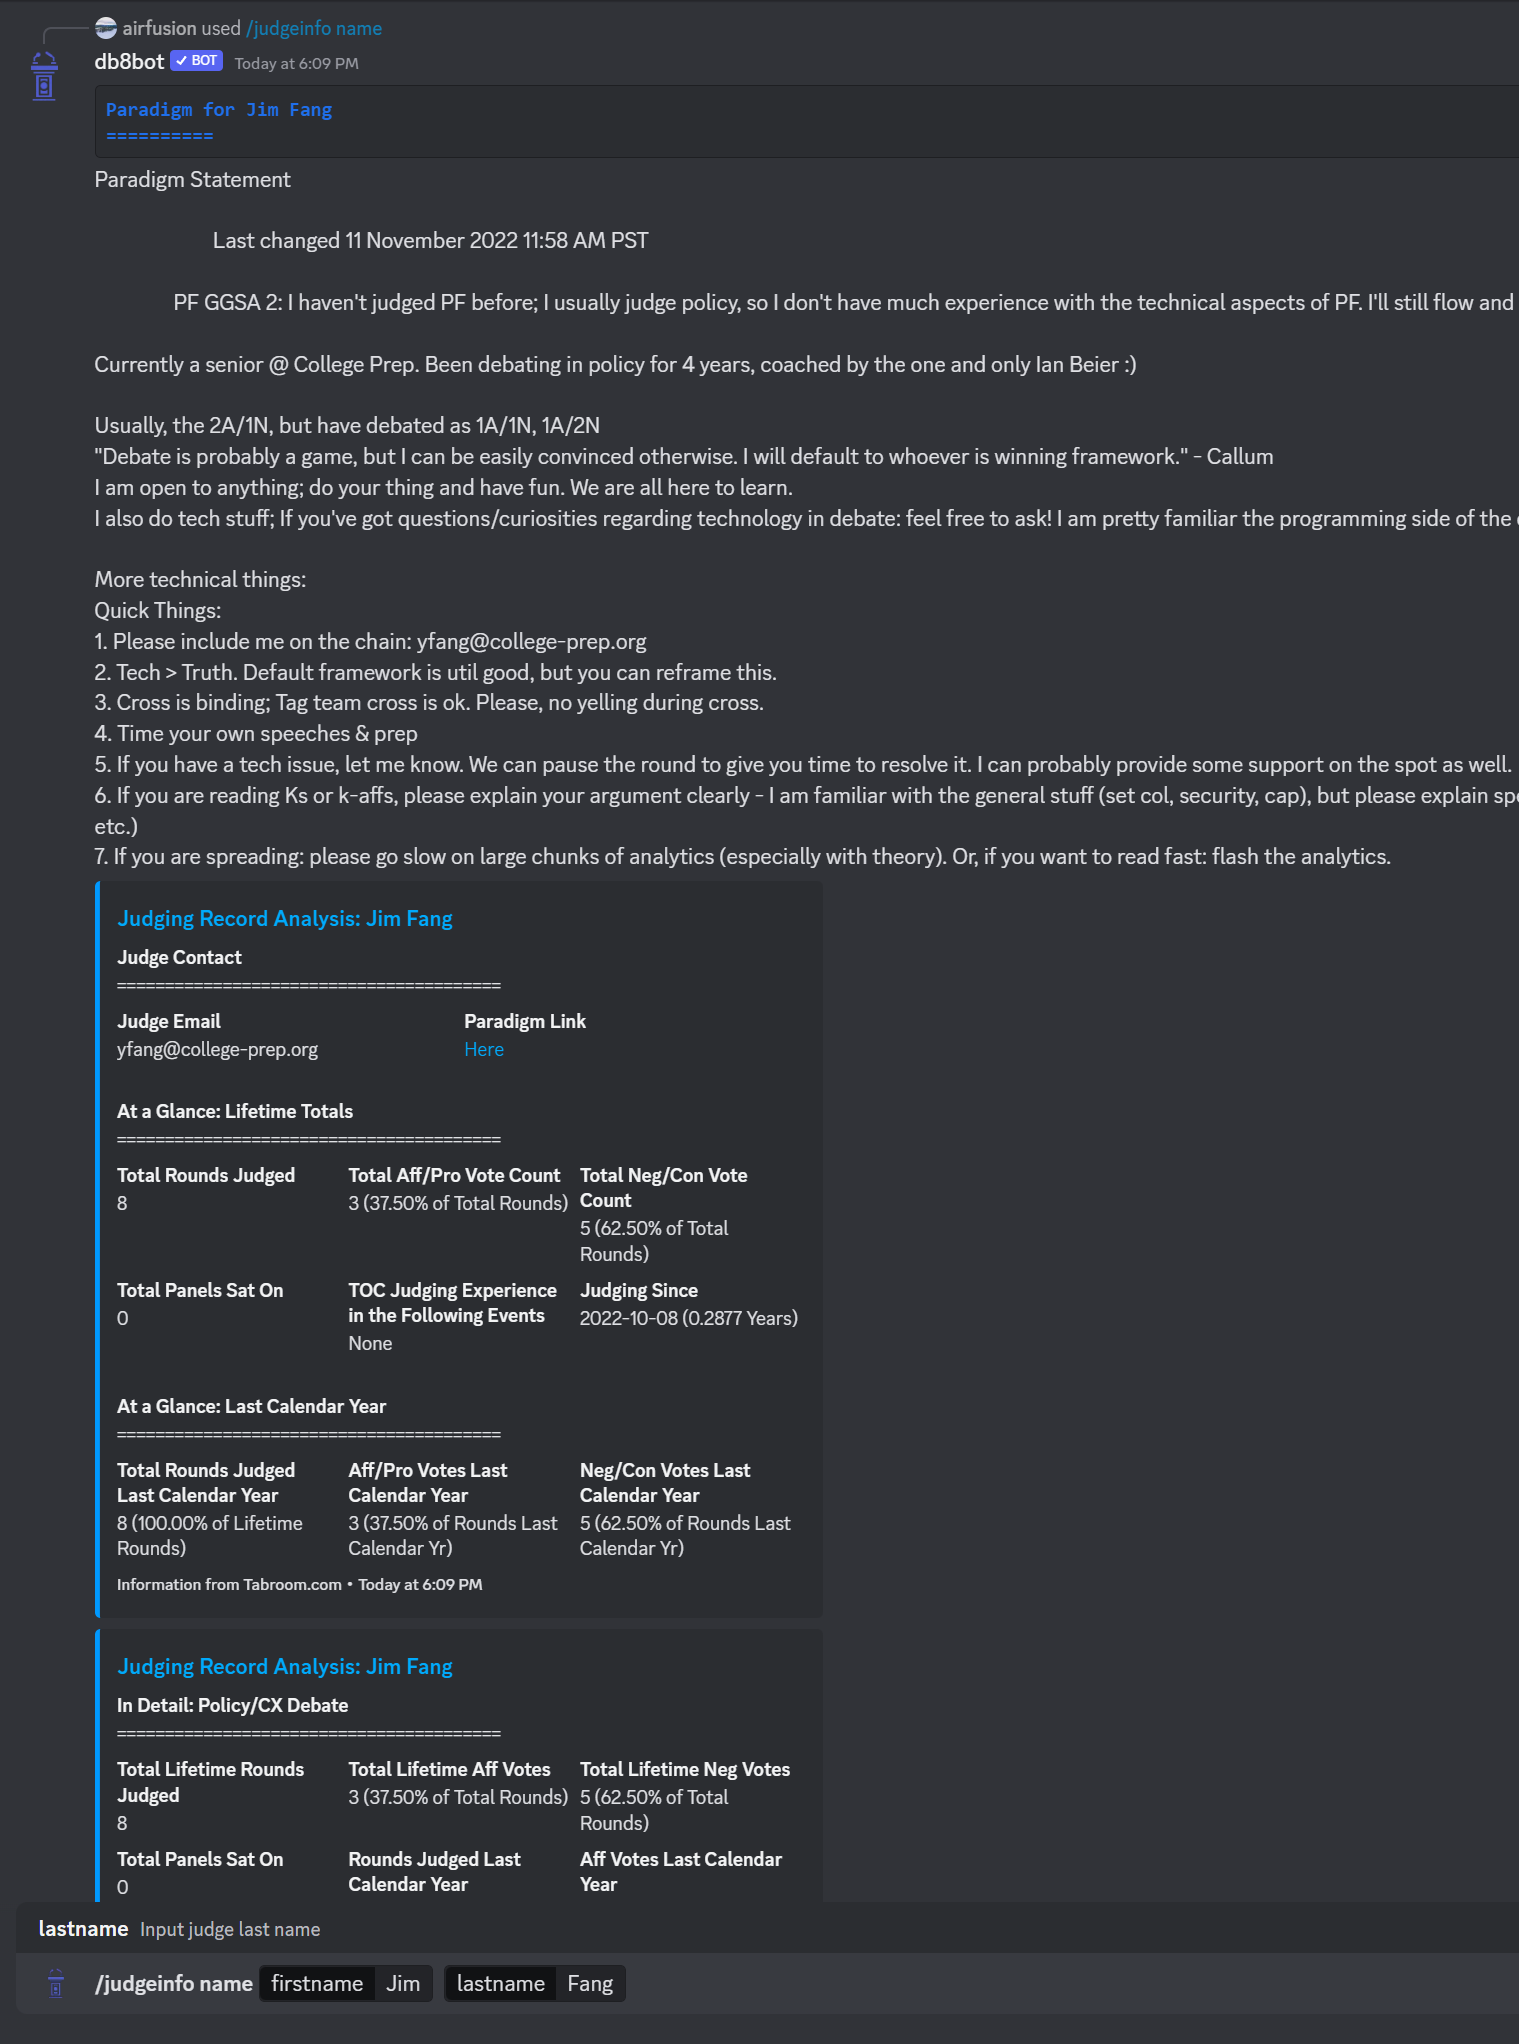 airfusion used /judgeinfo name
db8bot ✓ BOT Today at 6:09 PM
Paradigm for Jim Fang
==========
Paradigm Statement
Last changed 11 November 2022 11:58 AM PST
PF GGSA 2: I haven't judged PF before; I usually judge policy, so I don't have much experience with the technical aspects of PF. I'll still flow and
Currently a senior @ College Prep. Been debating in policy for 4 years, coached by the one and only Ian Beier :)
Usually, the 2A/1N, but have debated as 1A/1N, 1A/2N
"Debate is probably a game, but I can be easily convinced otherwise. I will default to whoever is winning framework." - Callum
I am open to anything; do your thing and have fun. We are all here to learn.
I also do tech stuff; If you've got questions/curiosities regarding technology in debate: feel free to ask! I am pretty familiar the programming side of the
More technical things:
Quick Things:
1. Please include me on the chain: yfang@college-prep.org
2. Tech > Truth. Default framework is util good, but you can reframe this.
3. Cross is binding; Tag team cross is ok. Please, no yelling during cross.
4. Time your own speeches & prep
5. If you have a tech issue, let me know. We can pause the round to give you time to resolve it. I can probably provide some support on the spot as well.
6. If you are reading Ks or k-affs, please explain your argument clearly - I am familiar with the general stuff (set col, security, cap), but please explain
etc.)
7. If you are spreading: please go slow on large chunks of analytics (especially with theory). Or, if you want to read fast: flash the analytics.
Judging Record Analysis: Jim Fang
Judge Contact
========================================
Judge Email Paradigm Link
yfang@college-prep.org Here
At a Glance: Lifetime Totals
========================================
Total Rounds Judged Total Aff/Pro Vote Count Total Neg/Con Vote
Count
8 3 (37.50% of Total Rounds)
5 (62.50% of Total
Rounds)
Total Panels Sat On TOC Judging Experience Judging Since
in the Following Events
0 2022-10-08 (0.2877 Years)
None
At a Glance: Last Calendar Year
========================================
Total Rounds Judged Aff/Pro Votes Last Neg/Con Votes Last
Last Calendar Year Calendar Year Calendar Year
8 (100.00% of Lifetime 3 (37.50% of Rounds Last 5 (62.50% of Rounds Last
Rounds) Calendar Yr) Calendar Yr)
Information from Tabroom.com • Today at 6:09 PM
Judging Record Analysis: Jim Fang
In Detail: Policy/CX Debate
========================================
Total Lifetime Rounds Total Lifetime Aff Votes Total Lifetime Neg Votes
Judged 3 (37.50% of Total Rounds) 5 (62.50% of Total
8 Rounds)
Total Panels Sat On Rounds Judged Last Aff Votes Last Calendar
0 Calendar Year Year
lastname Input judge last name
/judgeinfo name firstname Jim lastname Fang